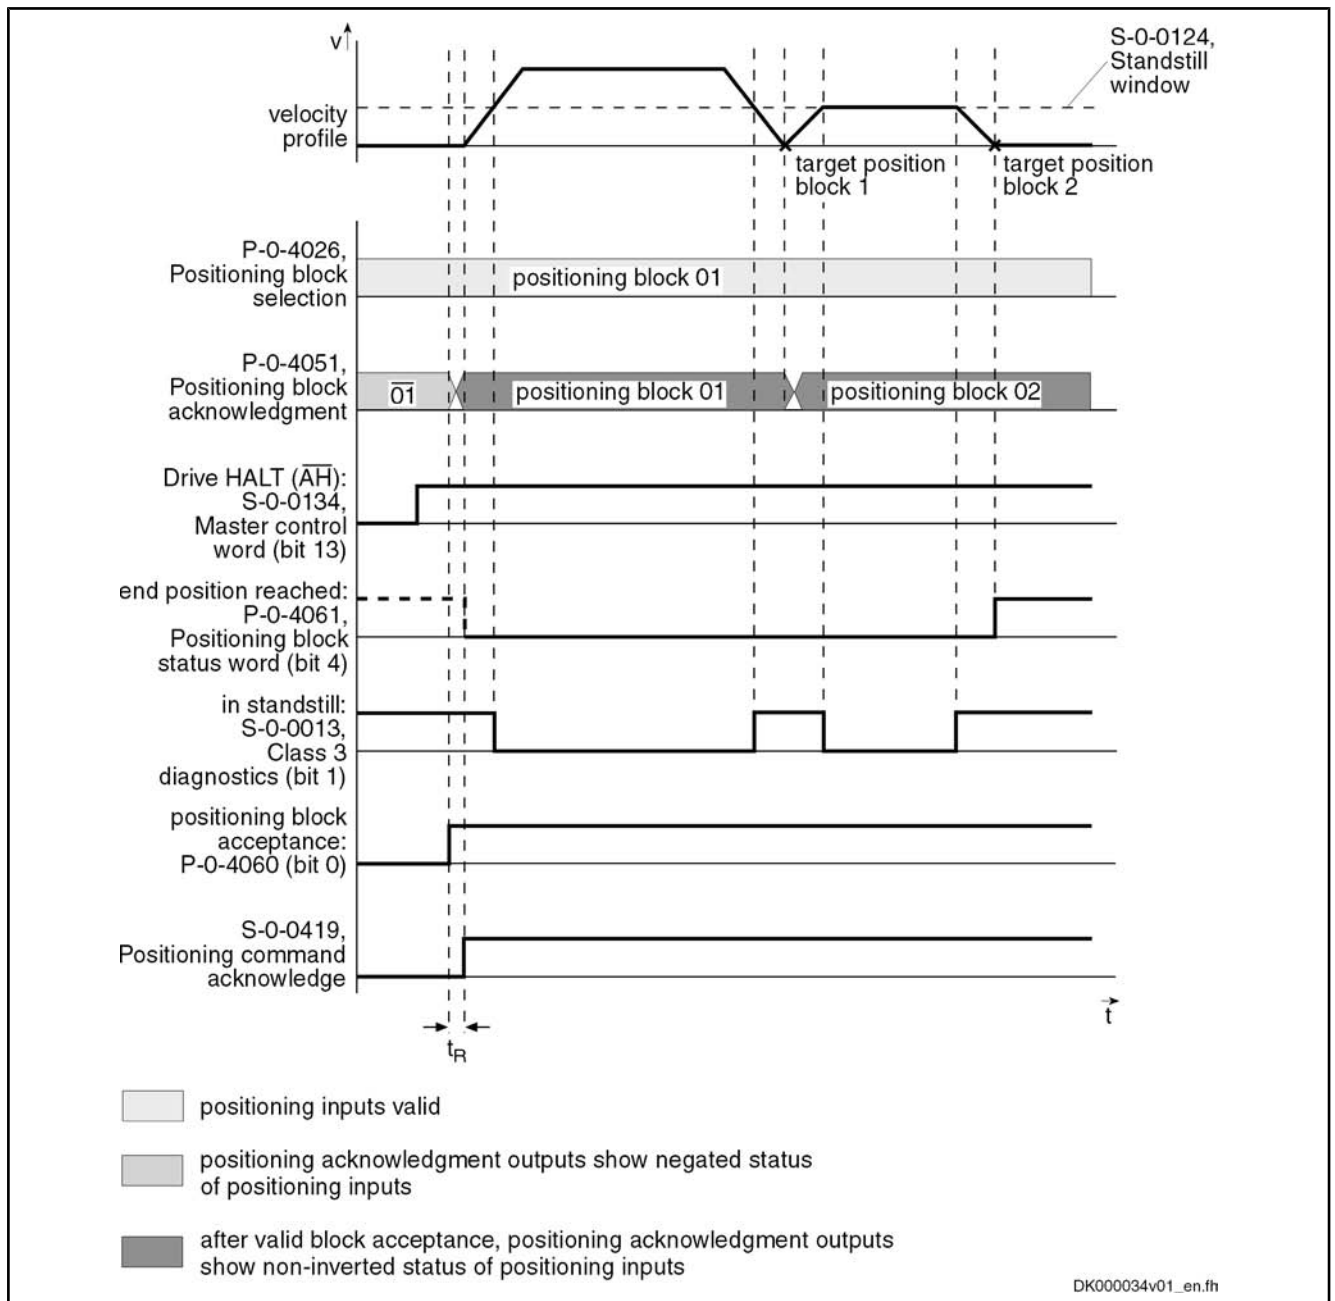 v
S-0-0124,
Standstill
window
velocity
profile
target position
block 1
target position
block 2
P-0-4026,
Positioning block
selection
positioning block 01
P-0-4051,
Positioning block
acknowledgment
0̅1̅
positioning block 01
positioning block 02
Drive HALT (A̅H̅):
S-0-0134,
Master control
word (bit 13)
end position reached:
P-0-4061,
Positioning block
status word (bit 4)
in standstill:
S-0-0013,
Class 3
diagnostics (bit 1)
positioning block
acceptance:
P-0-4060 (bit 0)
S-0-0419,
Positioning command
acknowledge
t
tR
positioning inputs valid
positioning acknowledgment outputs show negated status
of positioning inputs
after valid block acceptance, positioning acknowledgment outputs
show non-inverted status of positioning inputs
DK000034v01_en.fh